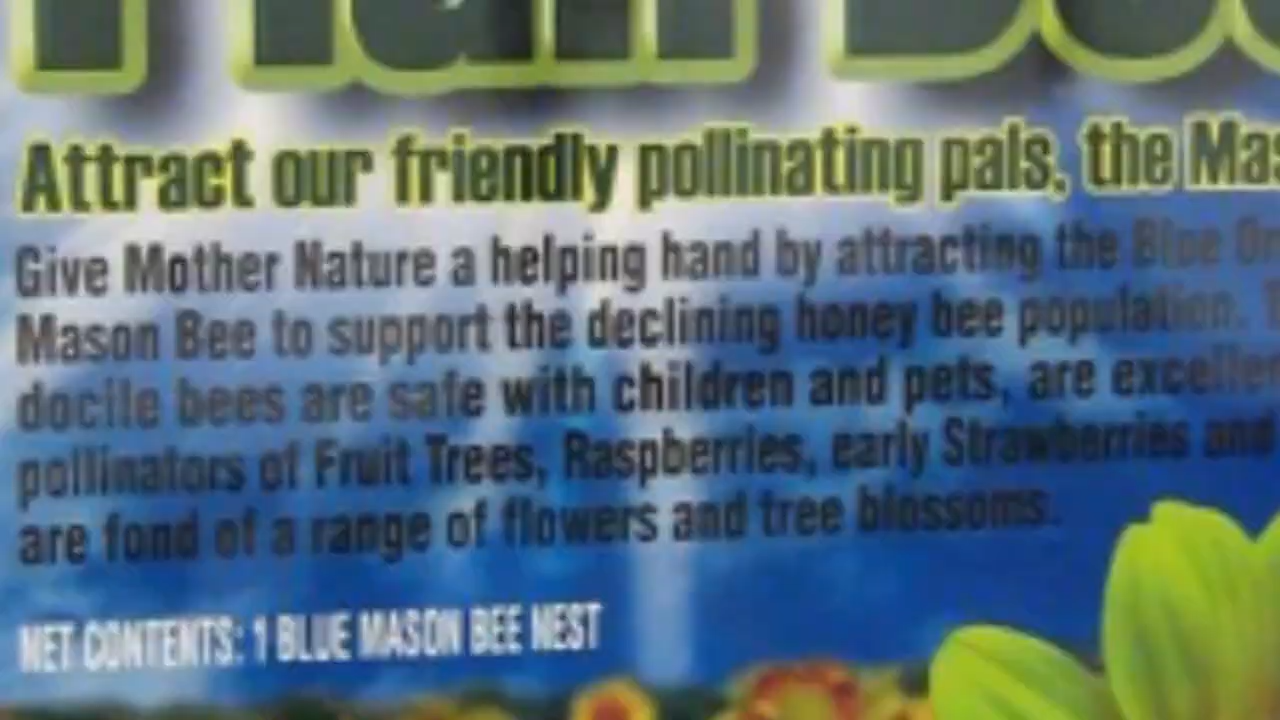 Attract our friendly pollinating pals, the
Give Mother Nature a helping hand by attracting the Blue
Mason Bee to support the declining honey bee population.
docile bees are safe with children and pets, are
pollinators of Fruit Trees, Raspberries, early Strawberries and
are fond of a range of flowers and tree blossoms.
NET CONTENTS: 1 BLUE MASON BEE NEST